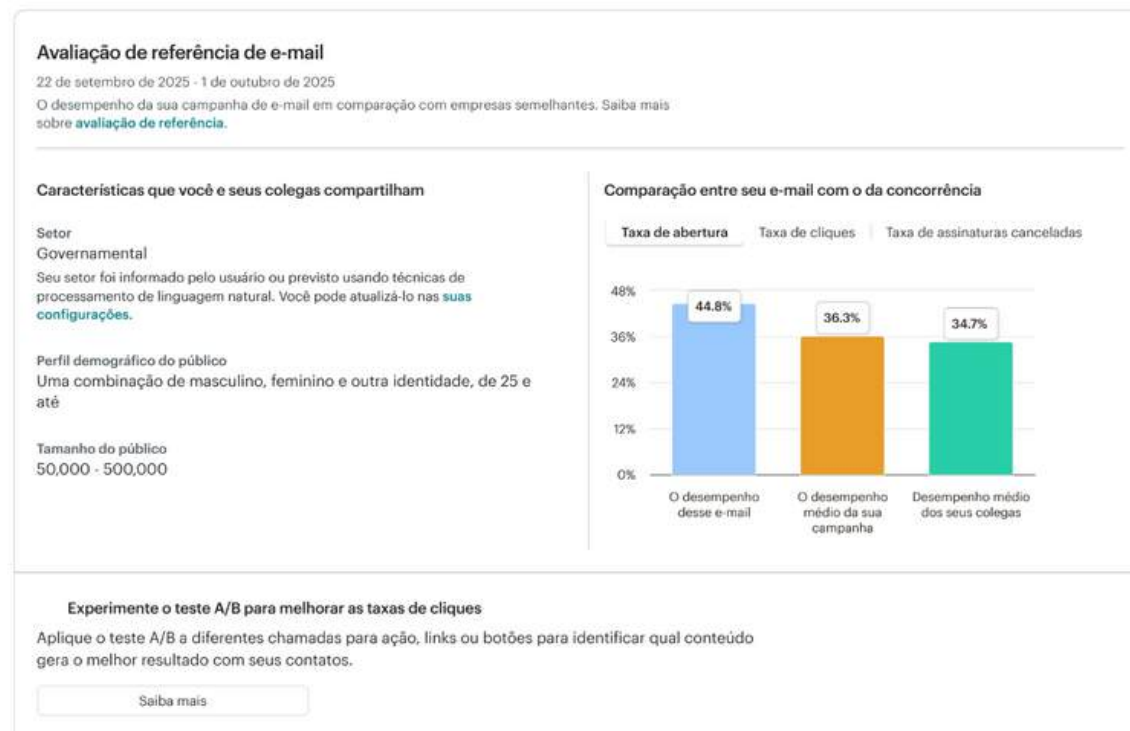 Avaliação de referência de e-mail
22 de setembro de 2025 - 1 de outubro de 2025
O desempenho da sua campanha de e-mail em comparação com empresas semelhantes. Saiba mais
sobre avaliação de referência.
Características que você e seus colegas compartilham
Setor
Governamental
Seu setor foi informado pelo usuário ou previsto usando técnicas de
processamento de linguagem natural. Você pode atualizá-lo nas suas
configurações.
Perfil demográfico do público
Uma combinação de masculino, feminino e outra identidade, de 25 e
até
Tamanho do público
50,000 - 500,000
Comparação entre seu e-mail com o da concorrência
Taxa de abertura
Taxa de cliques
Taxa de assinaturas canceladas
48%
36%
24%
12%
0%
44.8%
36.3%
34.7%
O desempenho
desse e-mail
O desempenho
médio da sua
campanha
Desempenho médio
dos seus colegas
Experimente o teste A/B para melhorar as taxas de cliques
Aplique o teste A/B a diferentes chamadas para ação, links ou botões para identificar qual conteúdo
gera o melhor resultado com seus contatos.
Saiba mais